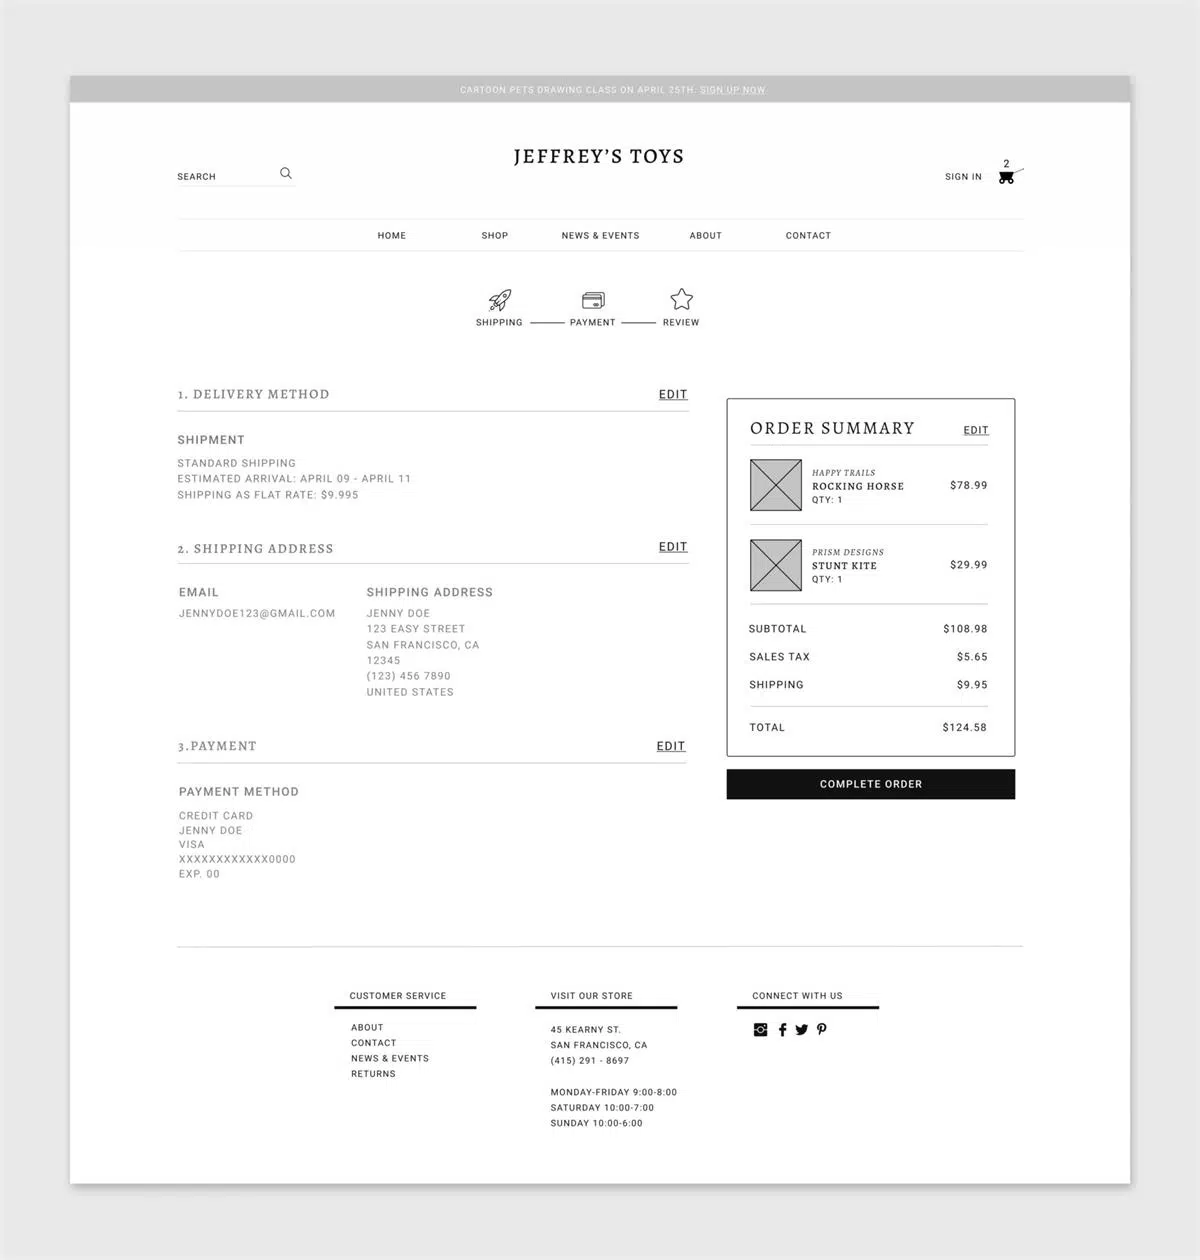 CARTOON PETS DRAWING CLASS ON APRIL 25TH. SIGN UP NOW
JEFFREY'S TOYS
SEARCH
2
SIGN IN
HOME SHOP NEWS & EVENTS ABOUT CONTACT
SHIPPING PAYMENT REVIEW
1. DELIVERY METHOD EDIT
SHIPMENT
STANDARD SHIPPING
ESTIMATED ARRIVAL: APRIL 09 - APRIL 11
SHIPPING AS FLAT RATE: $9.995
2. SHIPPING ADDRESS EDIT
EMAIL
JENNYDOE123@GMAIL.COM
SHIPPING ADDRESS
JENNY DOE
123 EASY STREET
SAN FRANCISCO, CA
12345
(123) 456 7890
UNITED STATES
3.PAYMENT EDIT
PAYMENT METHOD
CREDIT CARD
JENNY DOE
VISA
XXXXXXXXXXXX0000
EXP. 00
ORDER SUMMARY EDIT
HAPPY TRAILS
ROCKING HORSE $78.99
QTY: 1
PRISM DESIGNS
STUNT KITE $29.99
QTY: 1
SUBTOTAL $108.98
SALES TAX $5.65
SHIPPING $9.95
TOTAL $124.58
COMPLETE ORDER
CUSTOMER SERVICE
ABOUT
CONTACT
NEWS & EVENTS
RETURNS
VISIT OUR STORE
45 KEARNY ST.
SAN FRANCISCO, CA
(415) 291 - 8697
MONDAY-FRIDAY 9:00-8:00
SATURDAY 10:00-7:00
SUNDAY 10:00-6:00
CONNECT WITH US